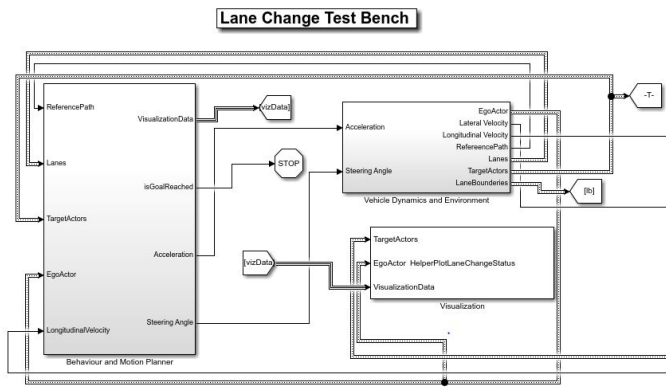 Lane Change Test Bench
ReferencePath
Lanes
TargetActors
EgoActor
LongitudinalVelocity
VisualizationData
isGoalReached
Acceleration
Steering Angle
Behaviour and Motion Planner
[vizData]
STOP
[vizData
Acceleration
Steering Angle
EgoActor
Lateral Velocity
Longitudinal Velocity
RefereecePath
Lanes
TargetActors
LaneBounderies
Vehicle Dynamics and Environment
-T-
[lb]
TargetActors
EgoActor HelperPlotLaneChangeStatus
VisualizationData
Visualization